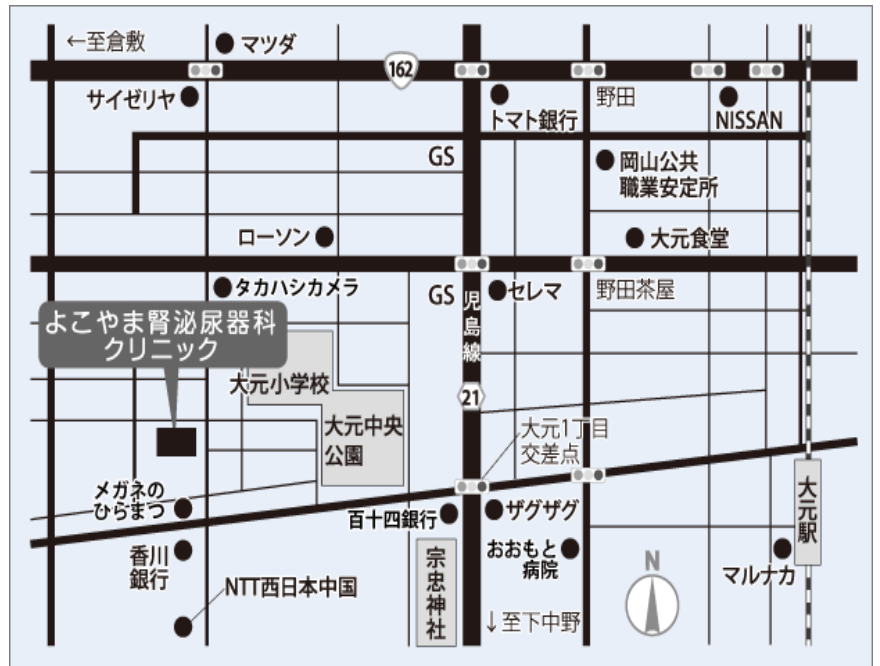 ←至倉敷
マツダ
162
サイゼリヤ
トマト銀行
野田
NISSAN
GS
岡山公共
職業安定所
ローソン
大元食堂
タカハシカメラ
GS
児島線
セレマ
野田茶屋
よこやま腎泌尿器科
クリニック
大元小学校
21
大元中央
公園
大元1丁目
交差点
メガネの
ひらまつ
百十四銀行
ザグザグ
大元駅
香川
銀行
宗忠神社
おおもと
病院
マルナカ
N
NTT西日本中国
↓至下中野